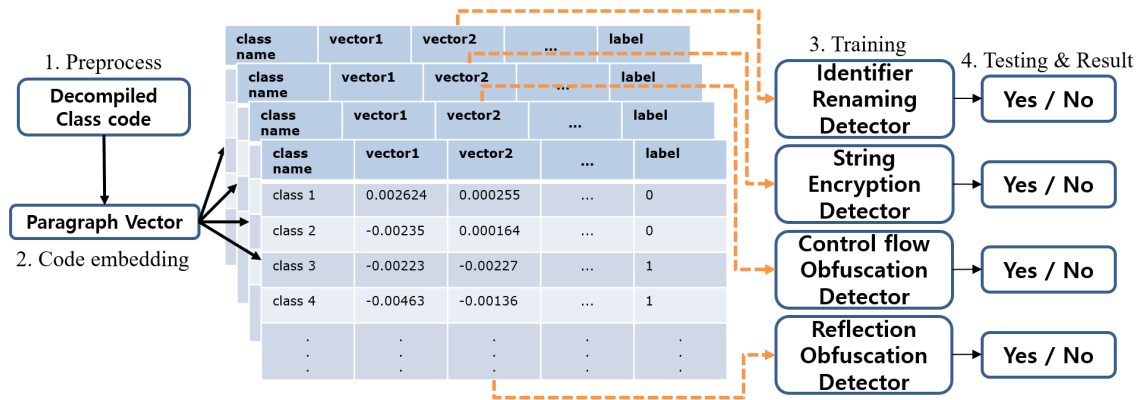 1. Preprocess
Decompiled
Class code
Paragraph Vector
2. Code embedding
class
name
vector1
vector2
...
label
class
name
vector1
vector2
...
label
class
name
vector1
vector2
...
label
class
name
vector1
vector2
...
label
class 1
0.002624
0.000255
...
0
class 2
-0.00235
0.000164
...
0
class 3
-0.00223
-0.00227
...
1
class 4
-0.00463
-0.00136
...
1
. . . . .
. . . . .
. . . . .
3. Training
Identifier
Renaming
Detector
String
Encryption
Detector
Control flow
Obfuscation
Detector
Reflection
Obfuscation
Detector
4. Testing & Result
Yes / No
Yes / No
Yes / No
Yes / No